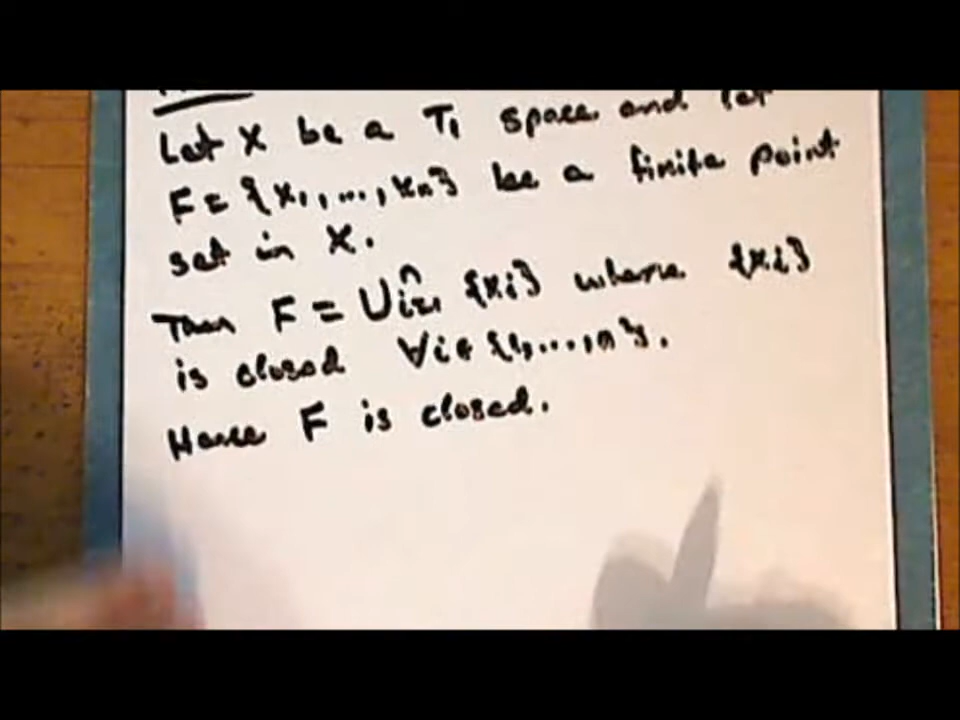 Let X be a T₁ space and let
F = {x₁, ..., xₙ} be a finite point
set in X.
Then F = ⋃ⁿᵢ₌₁ {xᵢ} where {xᵢ}
is closed ∀i ∈ {1, ..., n}.
Hence F is closed.